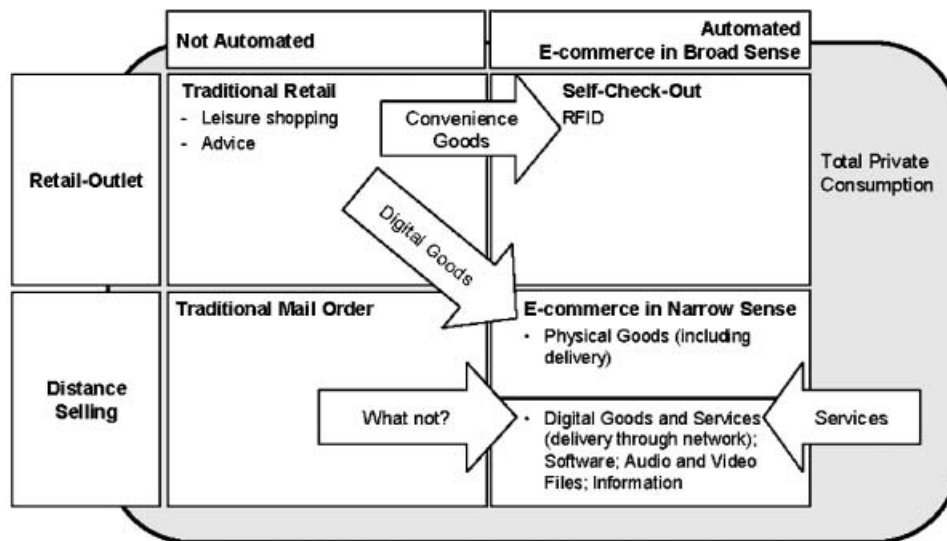 Not Automated
Automated
E-commerce in Broad Sense
Retail-Outlet
Traditional Retail
- Leisure shopping
- Advice
Convenience
Goods
Self-Check-Out
RFID
Total Private
Consumption
Digital Goods
Distance
Selling
Traditional Mail Order
What not?
E-commerce in Narrow Sense
• Physical Goods (including
delivery)
• Digital Goods and Services
(delivery through network);
Software; Audio and Video
Files; Information
Services